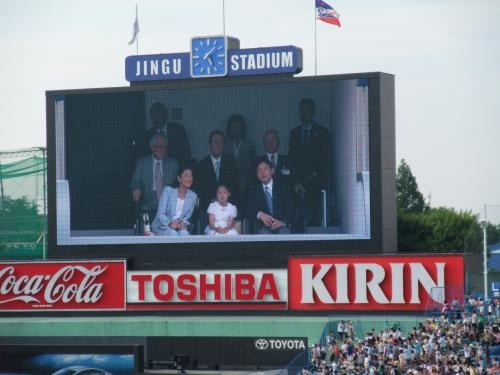 JINGU STADIUM
Coca-Cola TOSHIBA KIRIN
TOYOTA